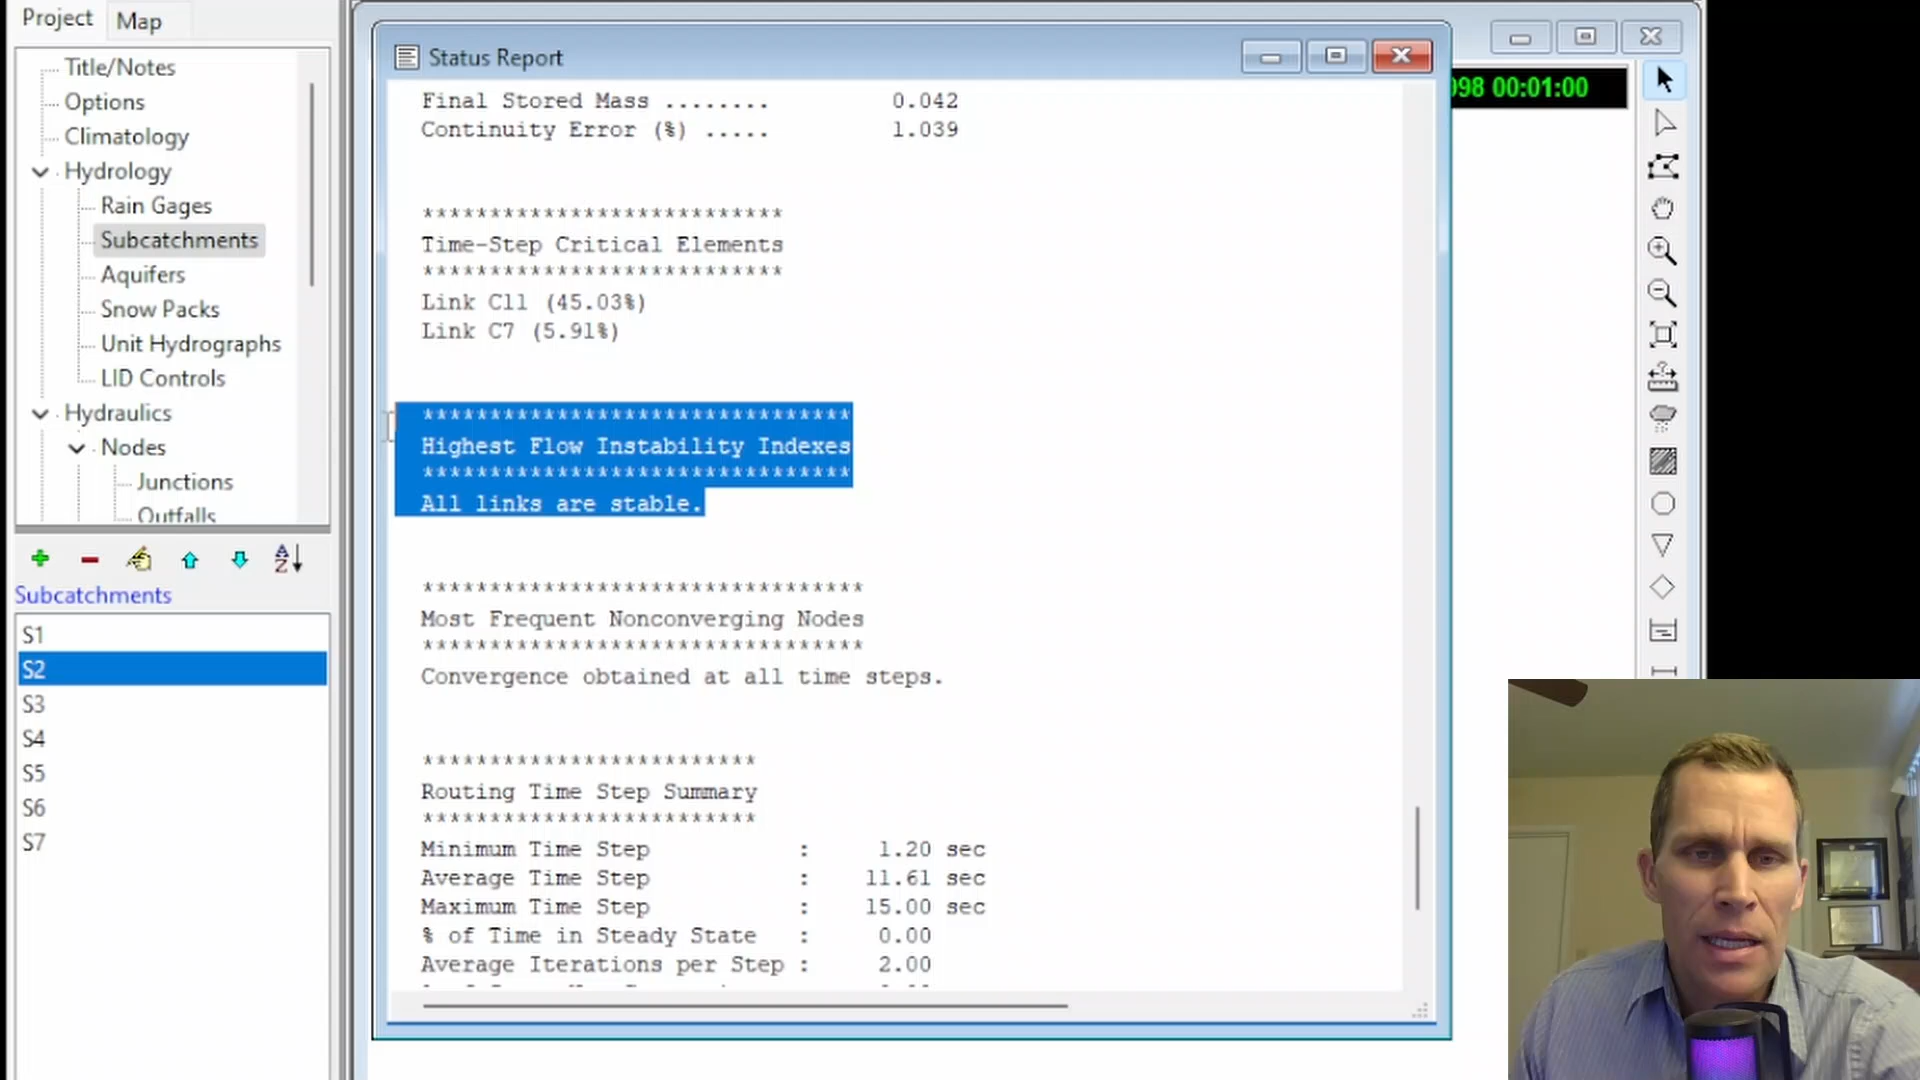 Project
Map
Title/Notes
Options
Climatology
Hydrology
Rain Gages
Subcatchments
Aquifers
Snow Packs
Unit Hydrographs
LID Controls
Hydraulics
Nodes
Junctions
Outfalls
Subcatchments
S1
S2
S3
S4
S5
S6
S7
Status Report
98 00:01:00
Final Stored Mass ........ 0.042
Continuity Error (%) ..... 1.039
***************************
Time-Step Critical Elements
***************************
Link C11 (45.03%)
Link C7 (5.91%)
********************************
Highest Flow Instability Indexes
********************************
All links are stable.
*********************************
Most Frequent Nonconverging Nodes
*********************************
Convergence obtained at all time steps.
*************************
Routing Time Step Summary
*************************
Minimum Time Step : 1.20 sec
Average Time Step : 11.61 sec
Maximum Time Step : 15.00 sec
% of Time in Steady State : 0.00
Average Iterations per Step : 2.00